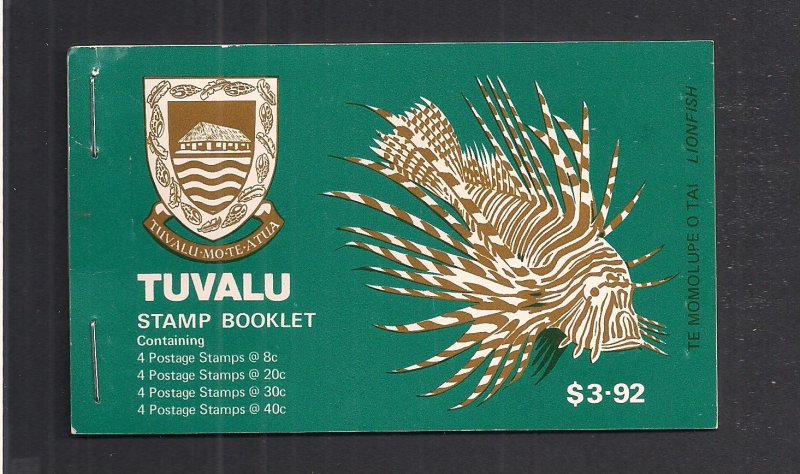 TUVALU·MO·TE·ATUA
TUVALU
STAMP BOOKLET
Containing
4 Postage Stamps @ 8c
4 Postage Stamps @ 20c
4 Postage Stamps @ 30c
4 Postage Stamps @ 40c
$3·92
TE MOMOLUPE O TAI LIONFISH